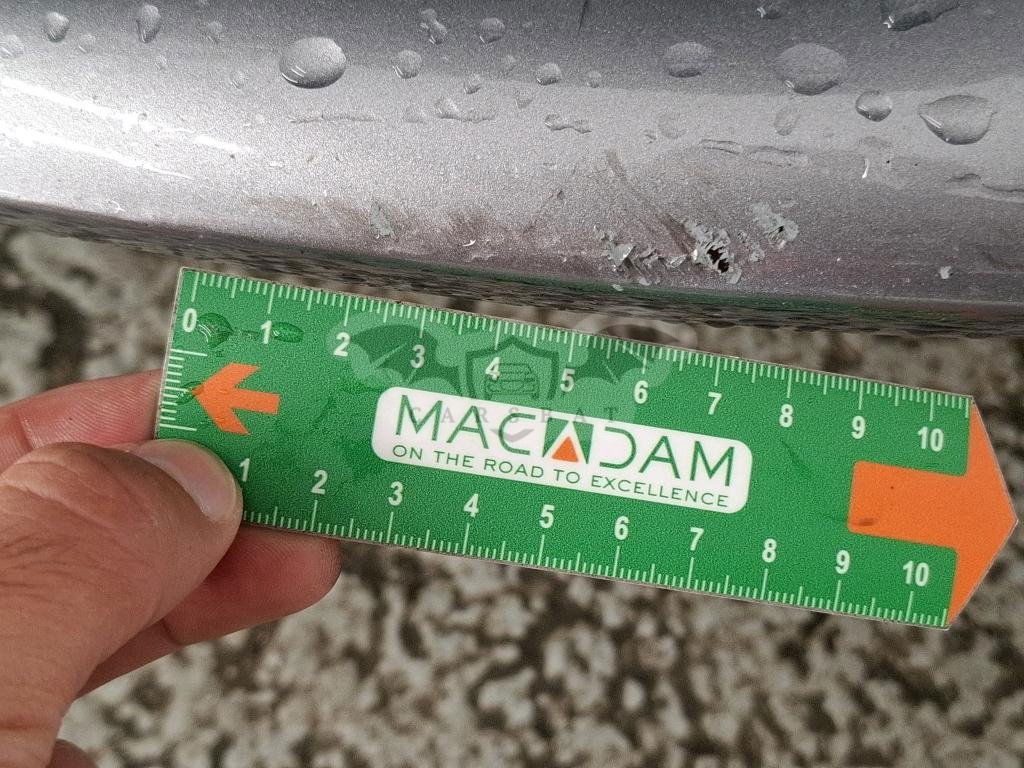 0 1 2 3 4 5 6 7 8 9 10
CARSBAT
MACADAM
ON THE ROAD TO EXCELLENCE
1 2 3 4 5 6 7 8 9 10